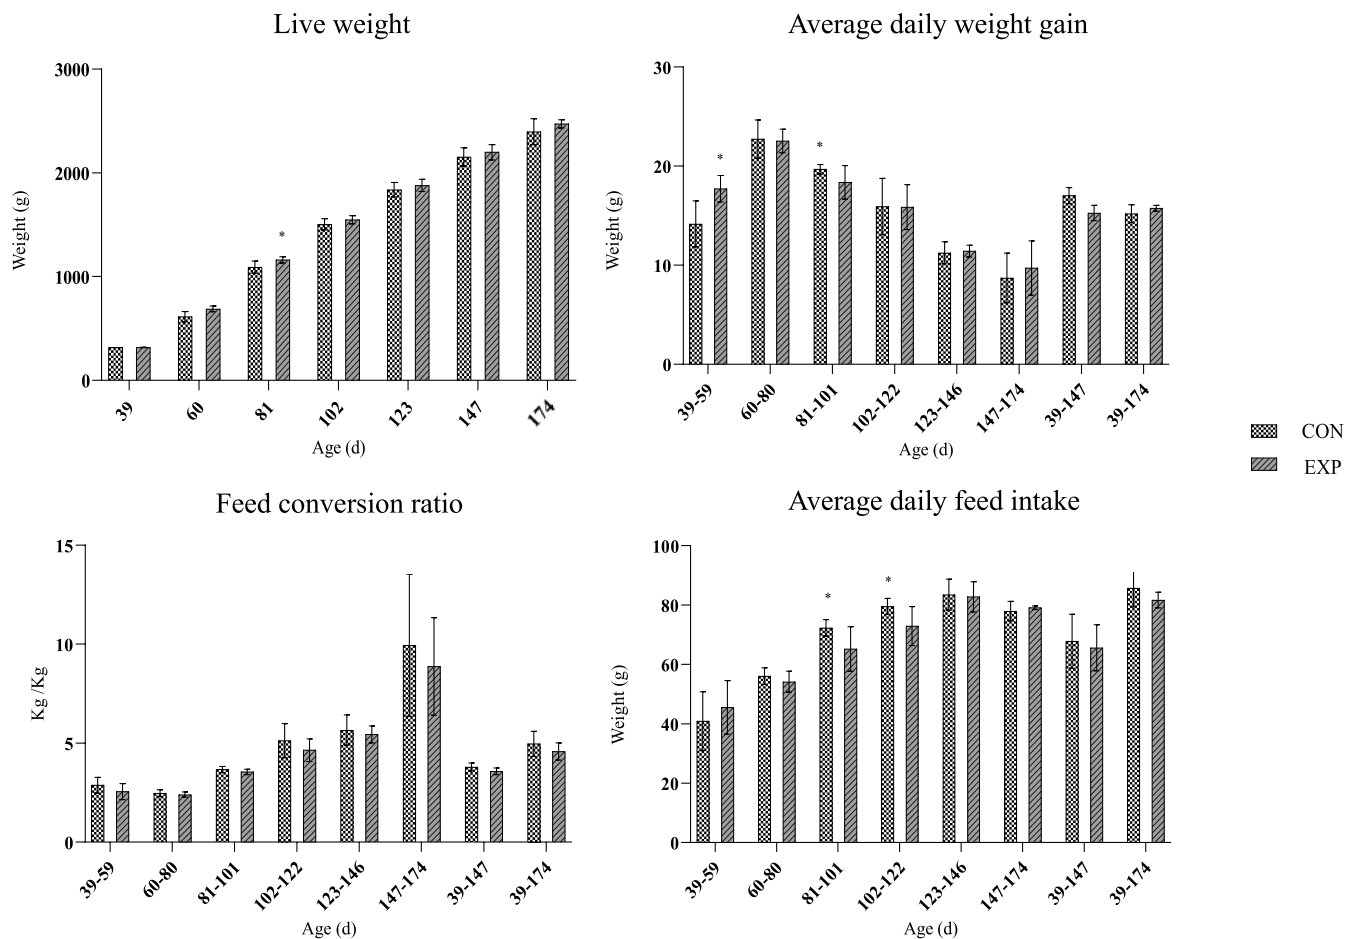 Live weight
3000
2000
1000
0
Weight (g)
*
39 60 81 102 123 147 174
Age (d)
Average daily weight gain
30
20
10
0
Weight (g)
* *
39-59 60-80 81-101 102-122 123-146 147-174 39-147 39-174
Age (d)
CON
EXP
Feed conversion ratio
15
10
5
0
Kg /Kg
39-59 60-80 81-101 102-122 123-146 147-174 39-147 39-174
Age (d)
Average daily feed intake
100
80
60
40
20
0
Weight (g)
* *
39-59 60-80 81-101 102-122 123-146 147-174 39-147 39-174
Age (d)